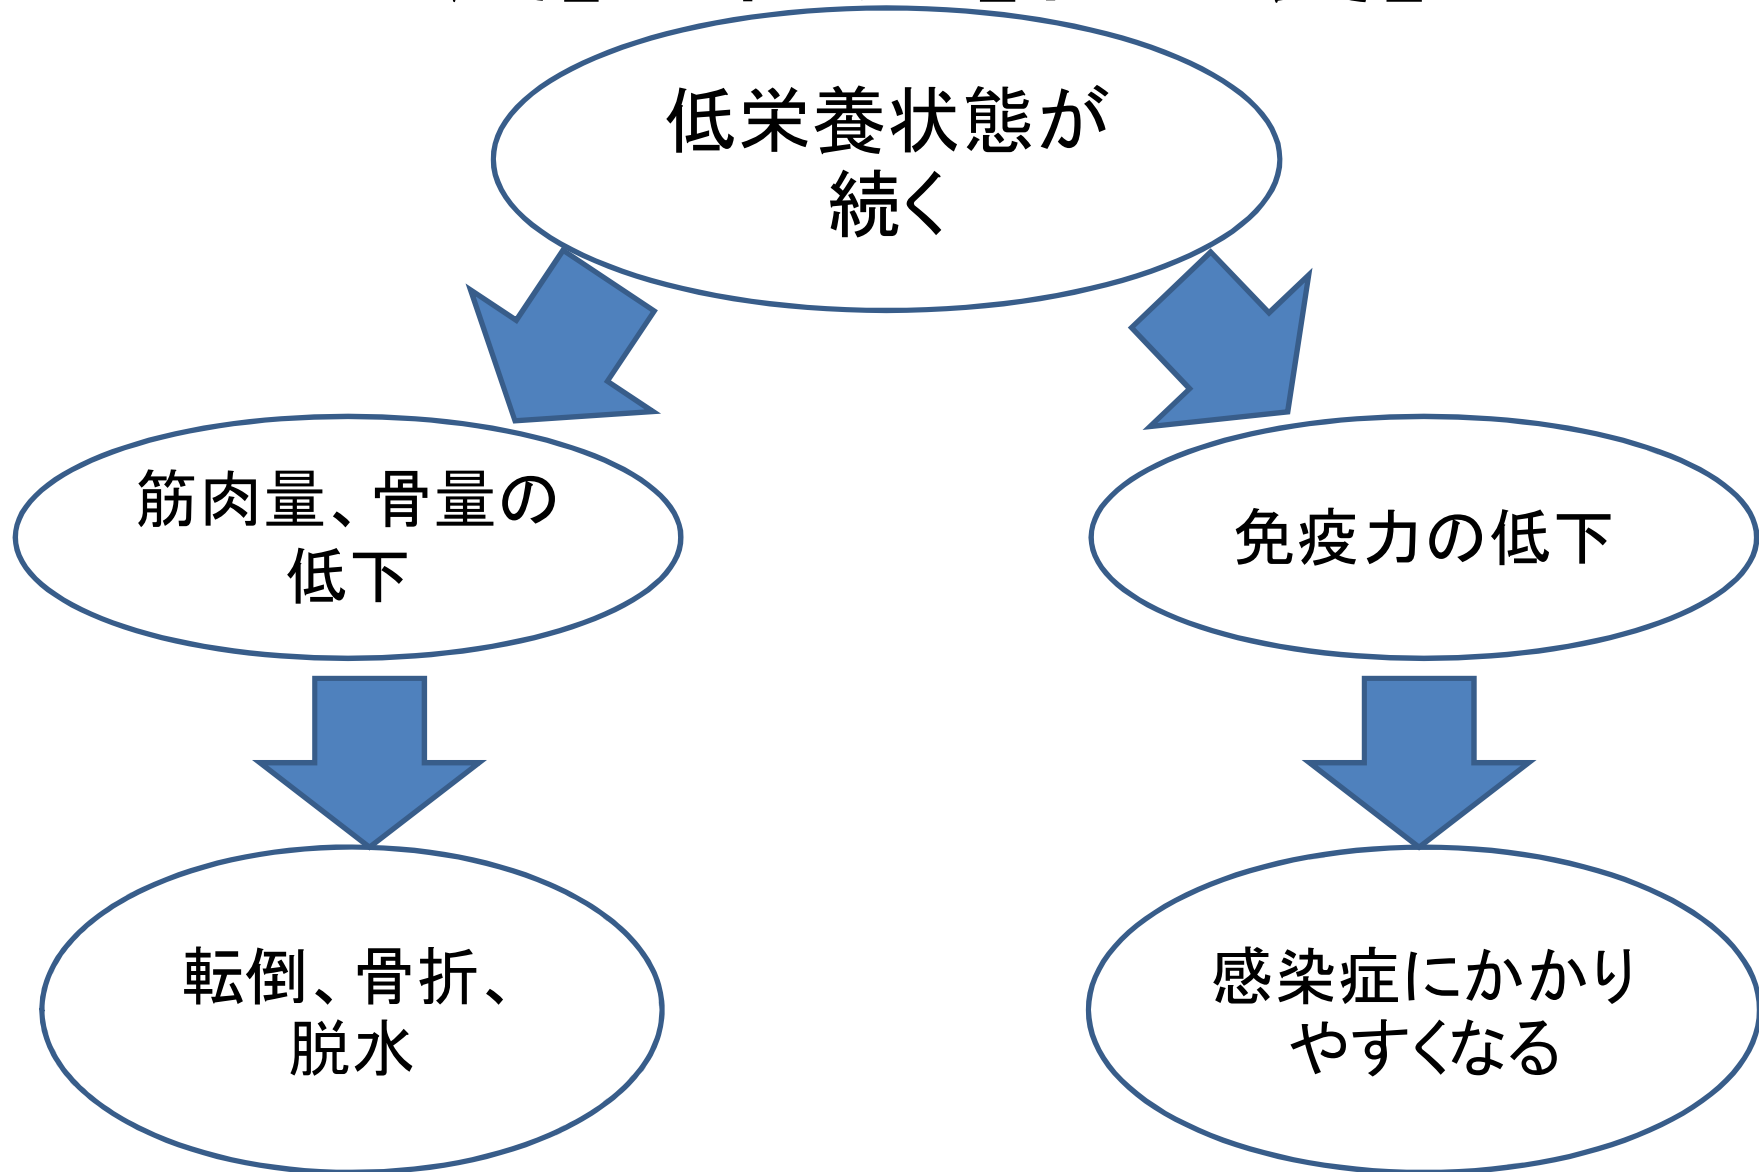 低栄養状態が
続く
筋肉量、骨量の
低下
免疫力の低下
転倒、骨折、
脱水
感染症にかかり
やすくなる